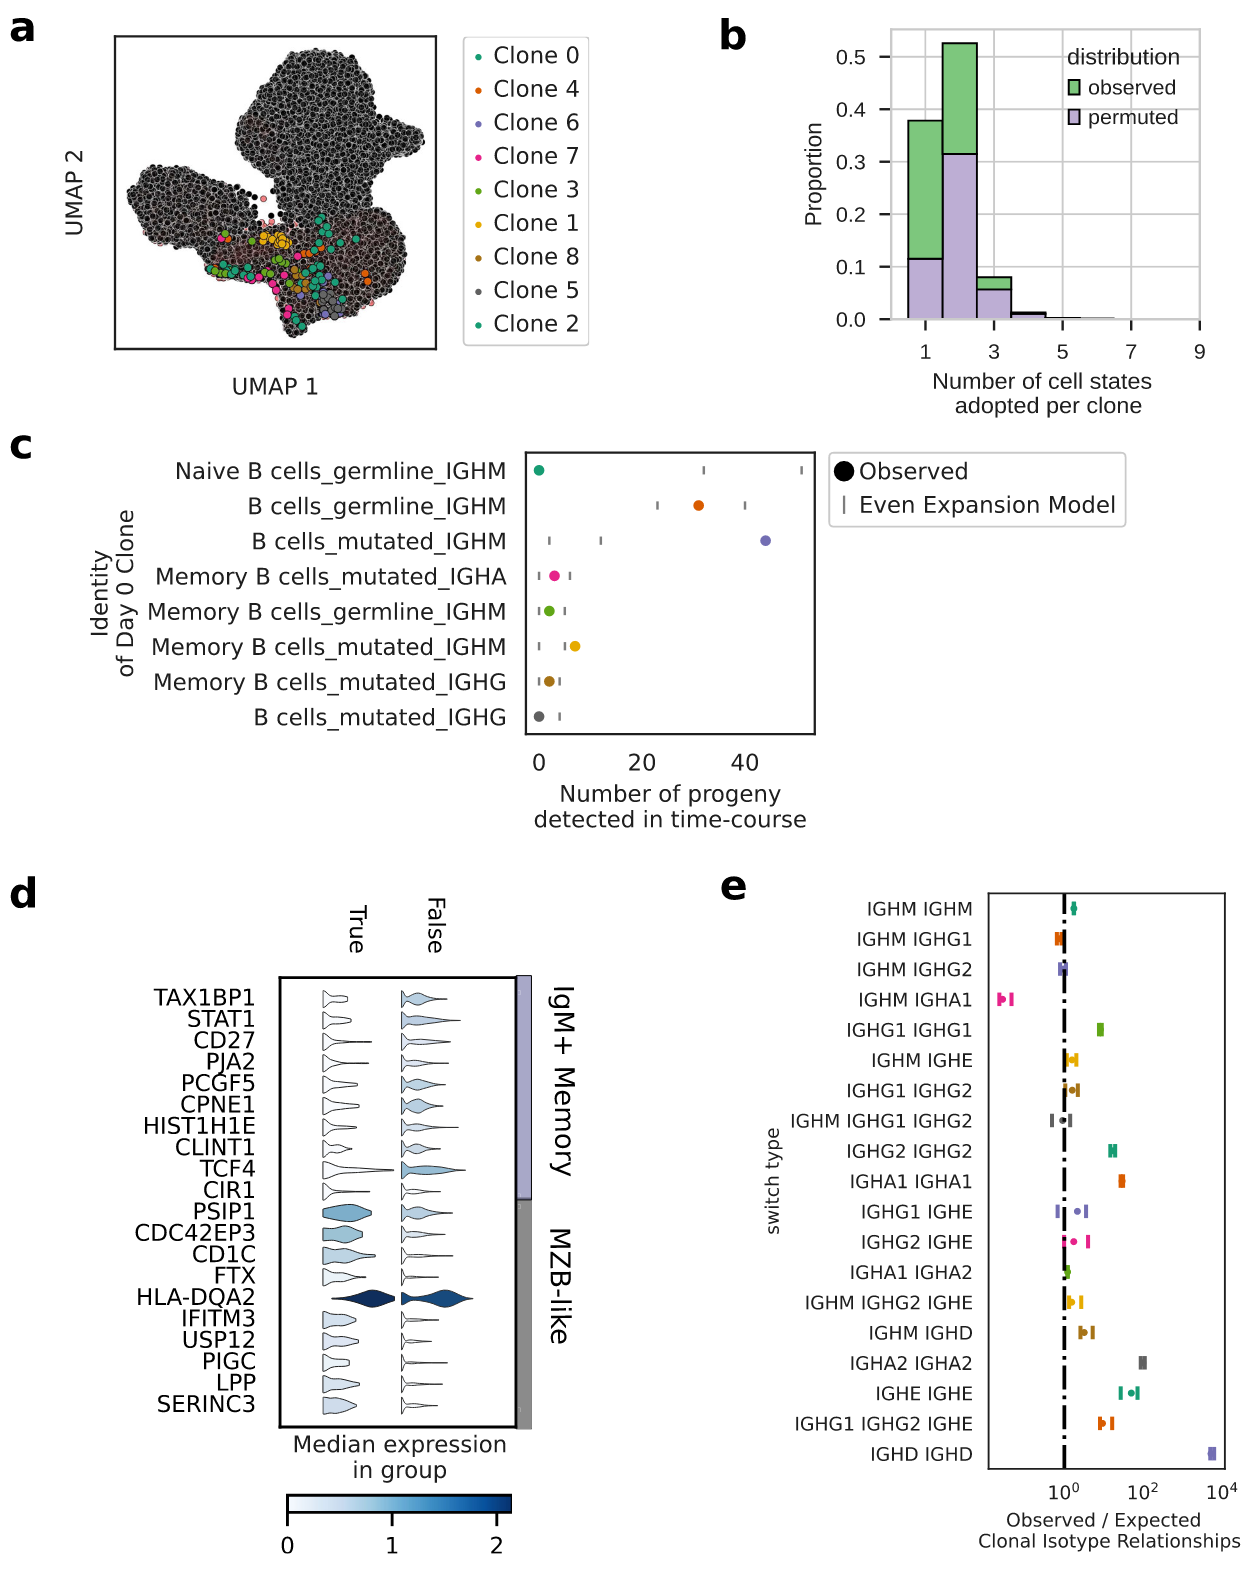 a
UMAP 2
UMAP 1
Clone 0
Clone 4
Clone 6
Clone 7
Clone 3
Clone 1
Clone 8
Clone 5
Clone 2
b
Proportion
0.5
0.4
0.3
0.2
0.1
0.0
distribution
observed
permuted
1 3 5 7 9
Number of cell states
adopted per clone
c
Identity
of Day 0 Clone
Naive B cells_germline_IGHM
B cells_germline_IGHM
B cells_mutated_IGHM
Memory B cells_mutated_IGHA
Memory B cells_germline_IGHM
Memory B cells_mutated_IGHM
Memory B cells_mutated_IGHG
B cells_mutated_IGHG
0 20 40
Number of progeny
detected in time-course
Observed
Even Expansion Model
d
True
False
TAX1BP1
STAT1
CD27
PJA2
PCGF5
CPNE1
HIST1H1E
CLINT1
TCF4
CIR1
PSIP1
CDC42EP3
CD1C
FTX
HLA-DQA2
IFITM3
USP12
PIGC
LPP
SERINC3
IgM+ Memory
MZB-like
Median expression
in group
0 1 2
e
switch type
IGHM IGHM
IGHM IGHG1
IGHM IGHG2
IGHM IGHA1
IGHG1 IGHG1
IGHM IGHE
IGHG1 IGHG2
IGHM IGHG1 IGHG2
IGHG2 IGHG2
IGHA1 IGHA1
IGHG1 IGHE
IGHG2 IGHE
IGHA1 IGHA2
IGHM IGHG2 IGHE
IGHM IGHD
IGHA2 IGHA2
IGHE IGHE
IGHG1 IGHG2 IGHE
IGHD IGHD
10⁰ 10² 10⁴
Observed / Expected
Clonal Isotype Relationships